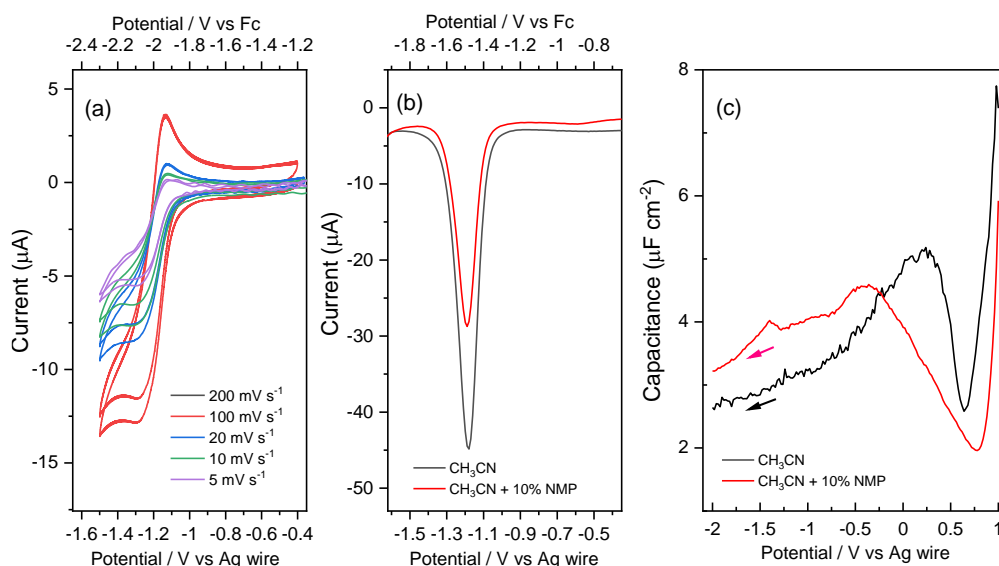 Potential / V vs Fc
-2.4 -2.2 -2 -1.8 -1.6 -1.4 -1.2
(a)
5
0
-5
-10
-15
Current (μA)
200 mV s⁻¹
100 mV s⁻¹
20 mV s⁻¹
10 mV s⁻¹
5 mV s⁻¹
-1.6 -1.4 -1.2 -1 -0.8 -0.6 -0.4
Potential / V vs Ag wire
Potential / V vs Fc
-1.8 -1.6 -1.4 -1.2 -1 -0.8
(b)
0
-10
-20
-30
-40
-50
Current (μA)
CH₃CN
CH₃CN + 10% NMP
-1.5 -1.3 -1.1 -0.9 -0.7 -0.5
Potential / V vs Ag wire
(c)
8
6
4
2
Capacitance (μF cm⁻²)
CH₃CN
CH₃CN + 10% NMP
-2 -1.5 -1 -0.5 0 0.5 1
Potential / V vs Ag wire